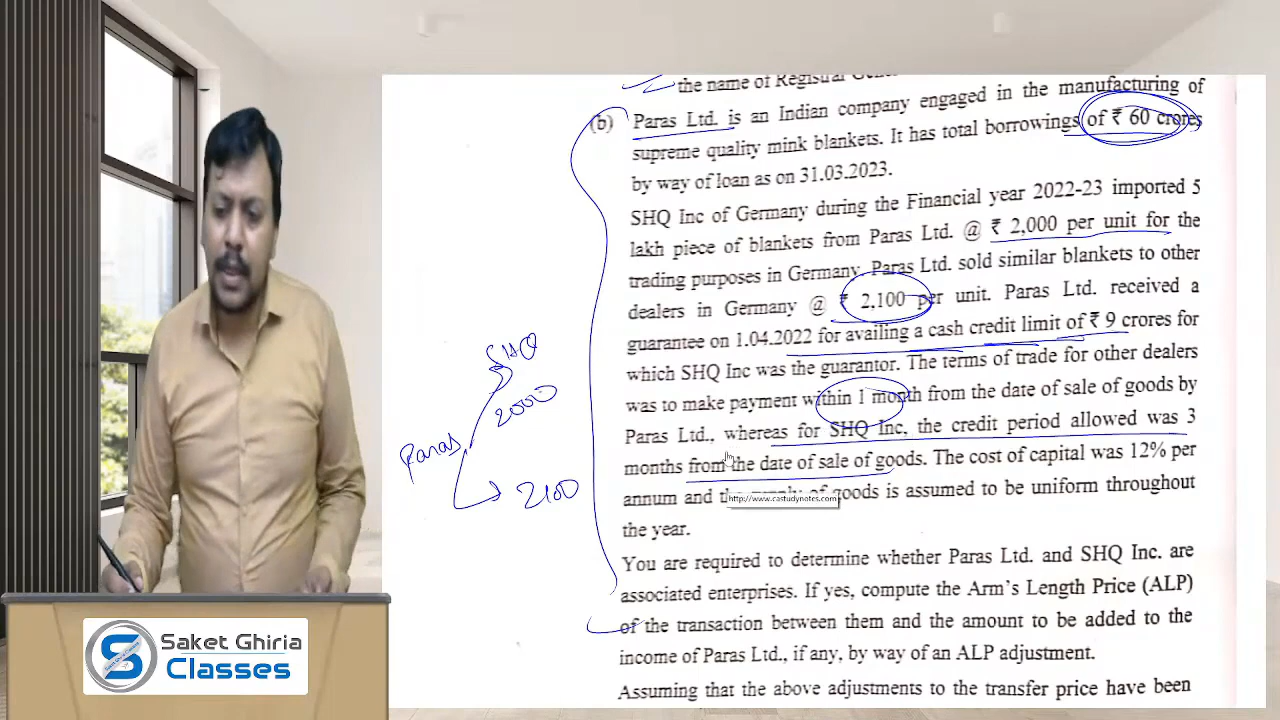 the name of Registral Gene
(b) Paras Ltd. is an Indian company engaged in the manufacturing of
supreme quality mink blankets. It has total borrowings of ₹ 60 crores
by way of loan as on 31.03.2023.
SHQ Inc of Germany during the Financial year 2022-23 imported 5
lakh piece of blankets from Paras Ltd. @ ₹ 2,000 per unit for the
trading purposes in Germany. Paras Ltd. sold similar blankets to other
dealers in Germany @ ₹ 2,100 per unit. Paras Ltd. received a
guarantee on 1.04.2022 for availing a cash credit limit of ₹ 9 crores for
which SHQ Inc was the guarantor. The terms of trade for other dealers
was to make payment within 1 month from the date of sale of goods by
Paras Ltd., whereas for SHQ Inc, the credit period allowed was 3
months from the date of sale of goods. The cost of capital was 12% per
annum and the supply of goods is assumed to be uniform throughout
http://www.castudynotes.com
the year.
You are required to determine whether Paras Ltd. and SHQ Inc. are
associated enterprises. If yes, compute the Arm's Length Price (ALP)
of the transaction between them and the amount to be added to the
income of Paras Ltd., if any, by way of an ALP adjustment.
Assuming that the above adjustments to the transfer price have been
SHQ
2000
Paras
2100
Saket Ghiria
Classes